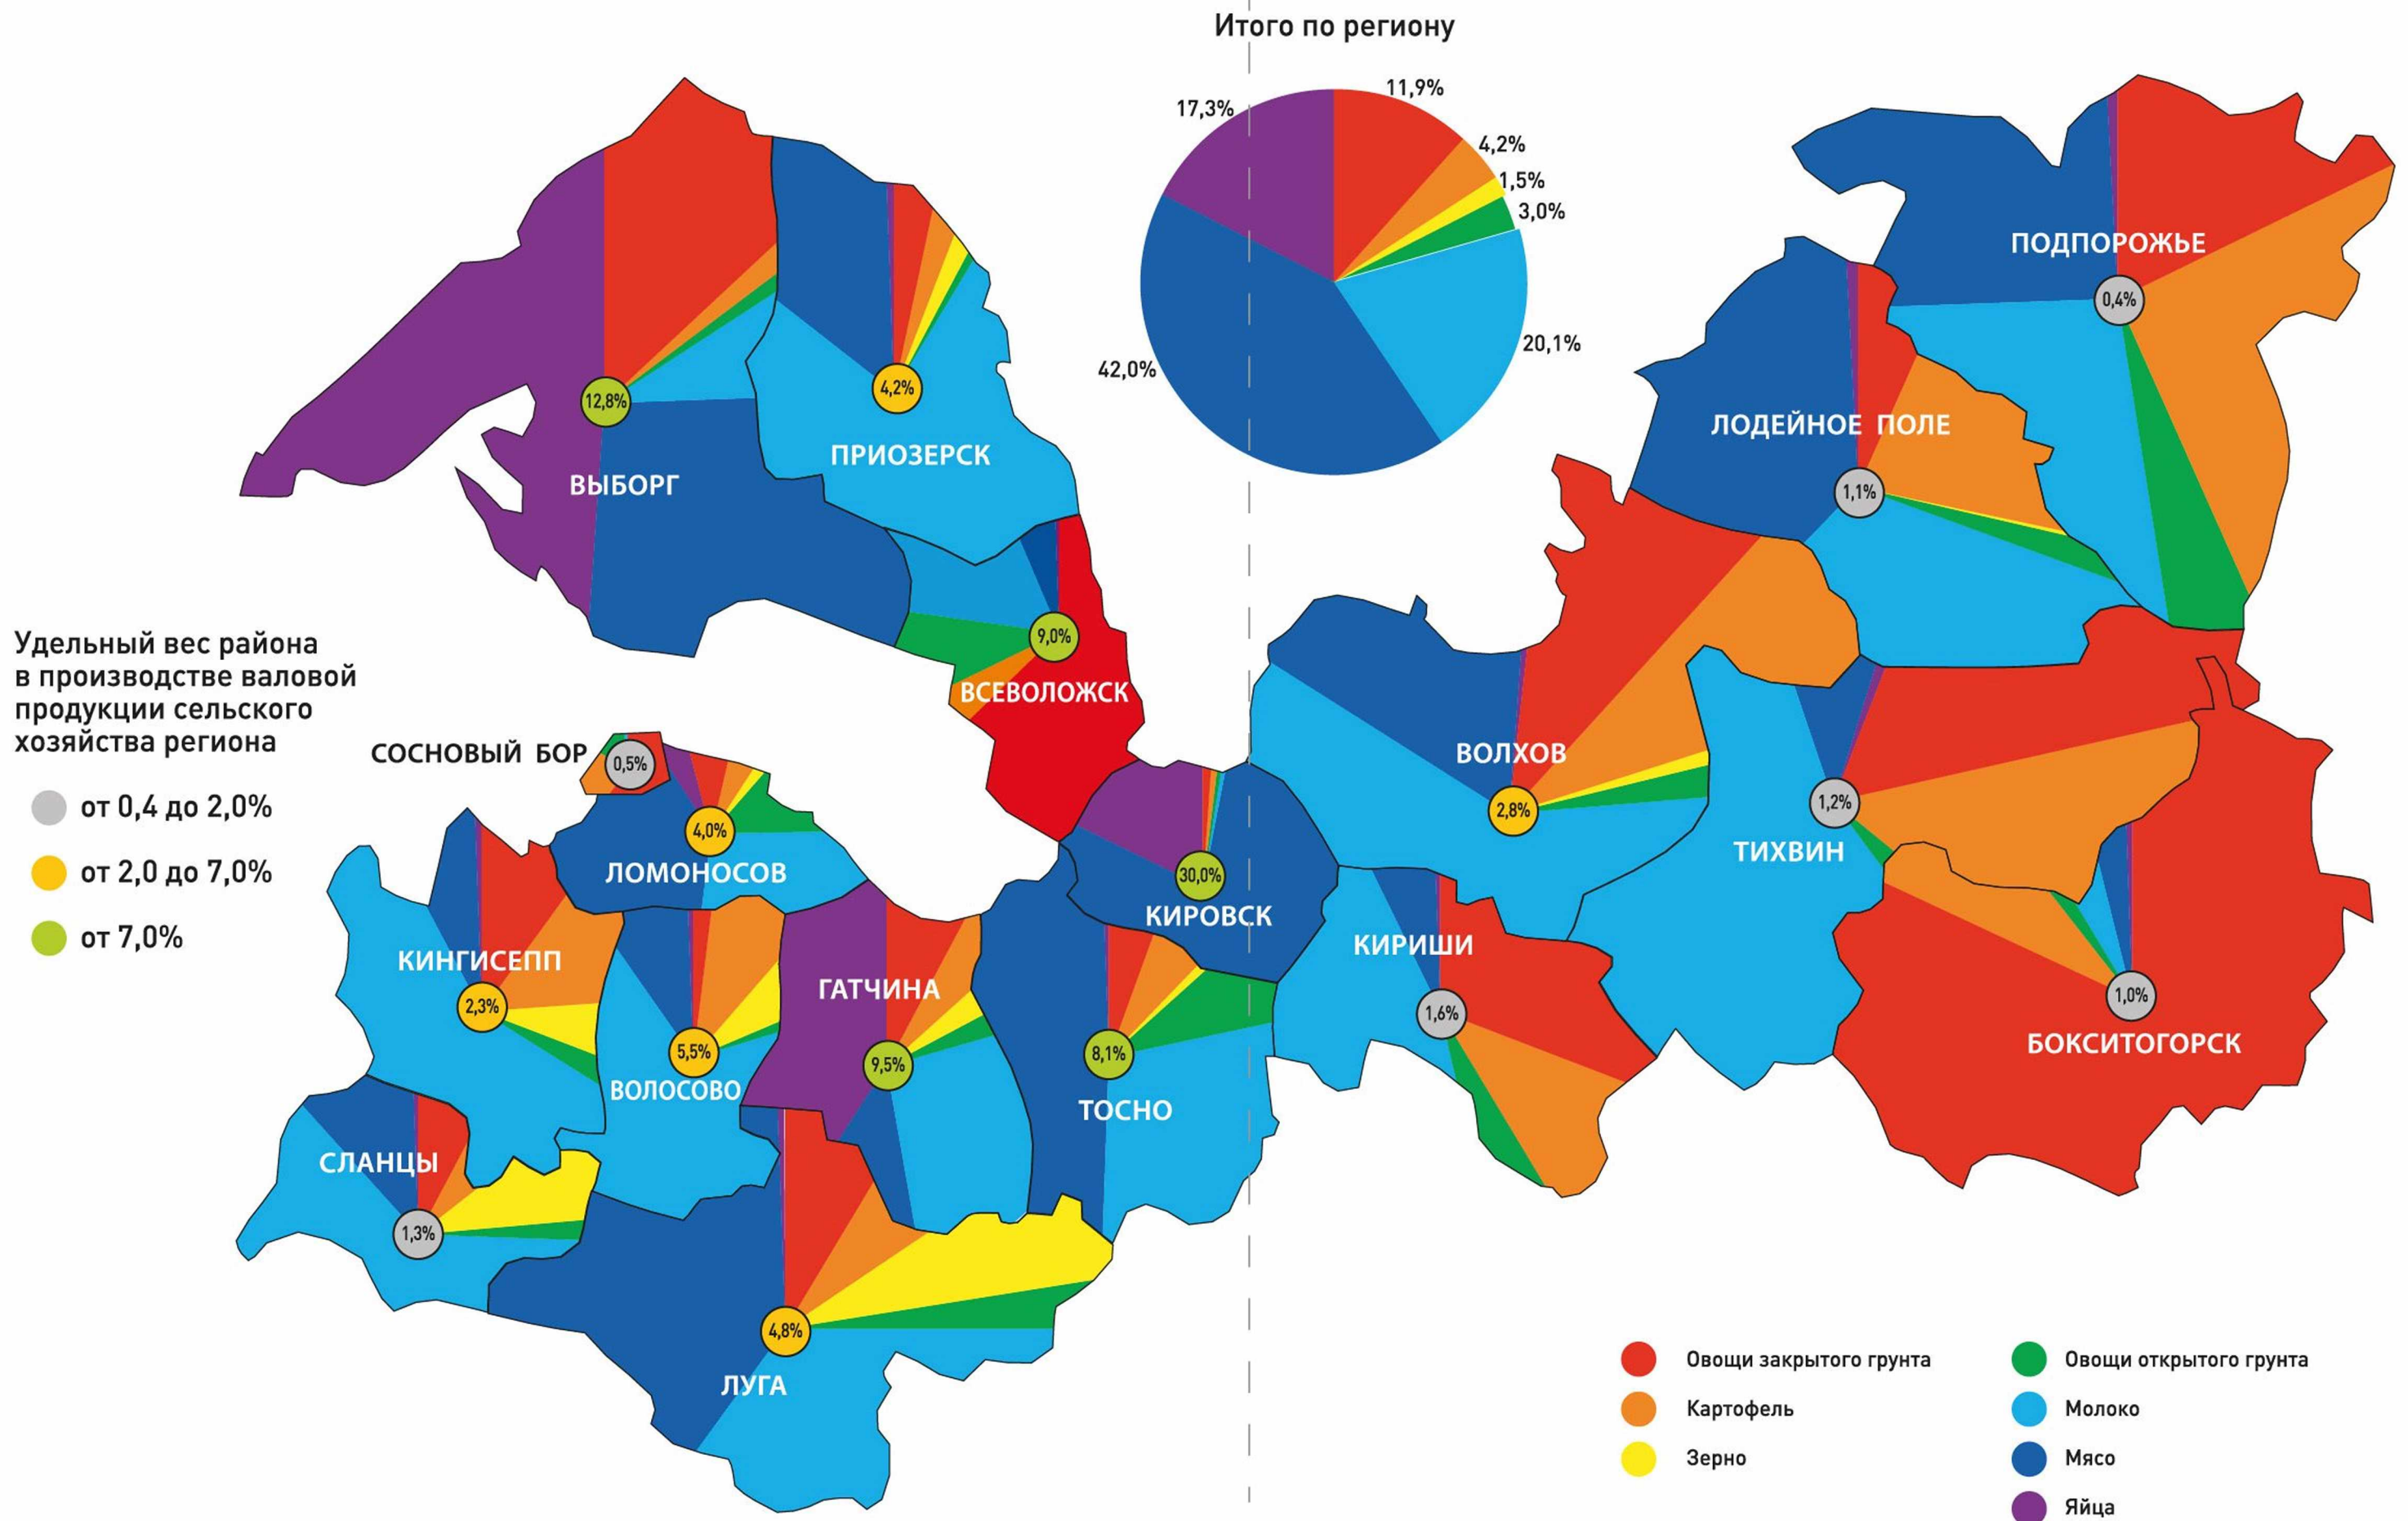 Итого по региону
11,9%
17,3%
4,2%
1,5%
3,0%
20,1%
42,0%
ПОДПОРОЖЬЕ
0,4%
ЛОДЕЙНОЕ ПОЛЕ
1,1%
12,8%
ВЫБОРГ
4,2%
ПРИОЗЕРСК
9,0%
ВСЕВОЛОЖСК
Удельный вес района
в производстве валовой
продукции сельского
хозяйства региона
от 0,4 до 2,0%
от 2,0 до 7,0%
от 7,0%
СОСНОВЫЙ БОР
0,5%
4,0%
ЛОМОНОСОВ
30,0%
КИРОВСК
ВОЛХОВ
2,8%
1,2%
ТИХВИН
КИНГИСЕПП
2,3%
5,5%
ВОЛОСОВО
ГАТЧИНА
9,5%
8,1%
ТОСНО
КИРИШИ
1,6%
1,0%
БОКСИТОГОРСК
СЛАНЦЫ
1,3%
4,8%
ЛУГА
Овощи закрытого грунта
Картофель
Зерно
Овощи открытого грунта
Молоко
Мясо
Яйца